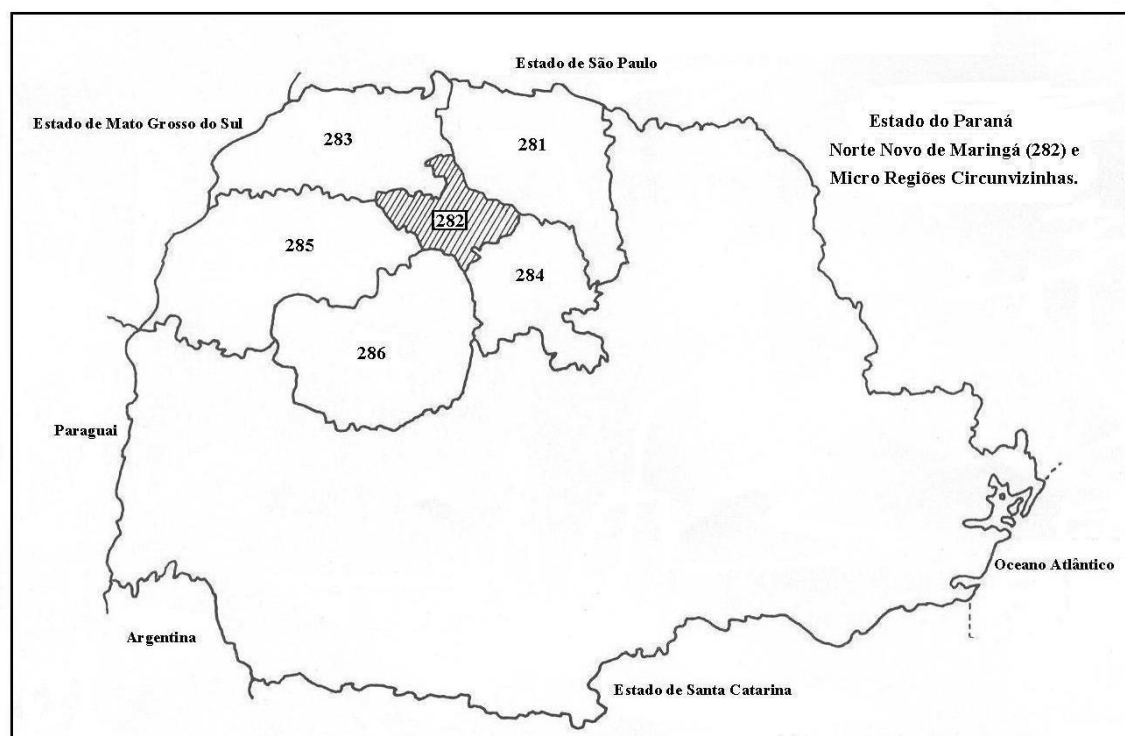 Estado de São Paulo
Estado de Mato Grosso do Sul
Estado do Paraná
Norte Novo de Maringá (282) e
Micro Regiões Circunvizinhas.
283
281
282
285
284
286
Paraguai
Oceano Atlântico
Argentina
Estado de Santa Catarina